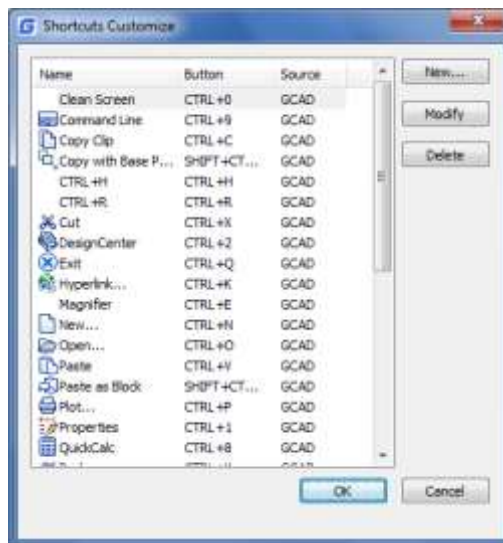 Shortcuts Customize
Name Button Source
Clean Screen CTRL+0 GCAD
Command Line CTRL+9 GCAD
Copy Clip CTRL+C GCAD
Copy with Base P... SHIFT+CT... GCAD
CTRL+H CTRL+H GCAD
CTRL+R CTRL+R GCAD
Cut CTRL+X GCAD
DesignCenter CTRL+2 GCAD
Exit CTRL+Q GCAD
Hyperlink... CTRL+K GCAD
Magnifier CTRL+E GCAD
New... CTRL+N GCAD
Open... CTRL+O GCAD
Paste CTRL+V GCAD
Paste as Block SHIFT+CT... GCAD
Plot... CTRL+P GCAD
Properties CTRL+1 GCAD
QuickCalc CTRL+8 GCAD
New...
Modify
Delete
OK
Cancel